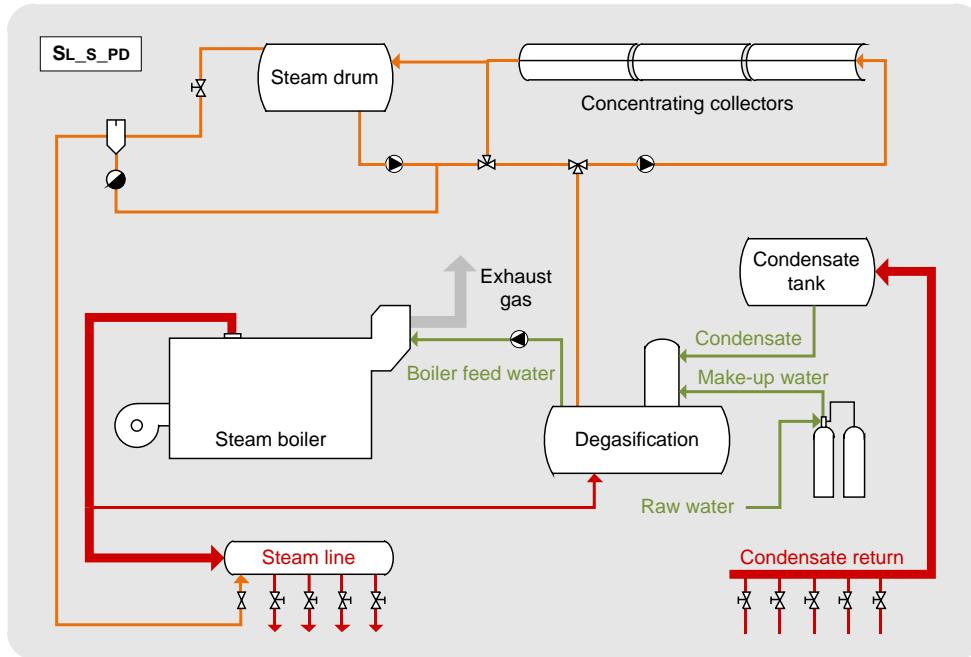 SL_S_PD
Steam drum
Concentrating collectors
Exhaust
gas
Condensate
tank
Condensate
Boiler feed water
Make-up water
Steam boiler
Degasification
Raw water
Steam line
Condensate return